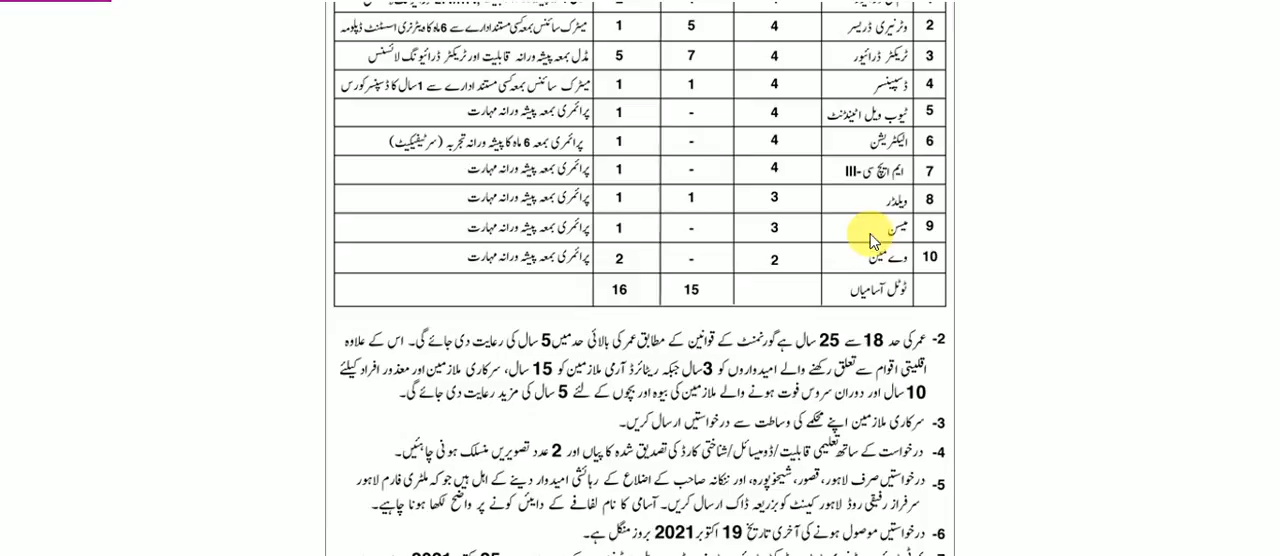 2 وٹرنیری ڈریسر 4 5 1 میٹرک سائنس بمعہ کسی مستند ادارے سے 6 ماہ کا ویٹرنری اسسٹنٹ ڈپلومہ
3 ٹریکٹر ڈرائیور 4 7 5 مڈل بمعہ پیشہ ورانہ قابلیت اور ٹریکٹر ڈرائیونگ لائسنس
4 ڈسپینسر 4 1 1 میٹرک سائنس بمعہ کسی مستند ادارے سے 1 سال کا ڈسپنسر کورس
5 ٹیوب ویل اٹینڈنٹ 4 - 1 پرائمری بمعہ پیشہ ورانہ مہارت
6 الیکٹریشن 4 - 1 پرائمری بمعہ 6 ماہ کا پیشہ ورانہ تجربہ (سرٹیفیکیٹ)
7 ایم ایچ سی-III 4 - 1 پرائمری بمعہ پیشہ ورانہ مہارت
8 ویلڈر 3 1 1 پرائمری بمعہ پیشہ ورانہ مہارت
9 میسن 3 - 1 پرائمری بمعہ پیشہ ورانہ مہارت
10 وے مین 2 - 2 پرائمری بمعہ پیشہ ورانہ مہارت
ٹوٹل آسامیاں 15 16
2- عمر کی حد 18 سے 25 سال ہے گورنمنٹ کے قوانین کے مطابق عمر کی بالائی حد میں 5 سال کی رعایت دی جائے گی۔ اس کے علاوہ
اقلیتی اقوام سے تعلق رکھنے والے امیدواروں کو 3 سال جبکہ ریٹائرڈ آرمی ملازمین کو 15 سال، سرکاری ملازمین اور معذور افراد کیلئے
10 سال اور دوران سروس فوت ہونے والے ملازمین کی بیوہ اور بچوں کے لئے 5 سال کی مزید رعایت دی جائے گی۔
3- سرکاری ملازمین اپنے محکمے کی وساطت سے درخواستیں ارسال کریں۔
4- درخواست کے ساتھ تعلیمی قابلیت/ڈومیسائل/شناختی کارڈ کی تصدیق شدہ کاپیاں اور 2 عدد تصویریں منسلک ہونی چاہئیں۔
5- درخواستیں صرف لاہور، قصور، شیخوپورہ، اور ننکانہ صاحب کے اضلاع کے رہائشی امیدوار دینے کے اہل ہیں جو کہ ملٹری فارم لاہور
سرفراز رفیقی روڈ لاہور کینٹ کو بزریعہ ڈاک ارسال کریں۔ آسامی کا نام لفافے کے دایئں کونے پر واضح لکھا ہونا چاہیے۔
6- درخواستیں موصول ہونے کی آخری تاریخ 19 اکتوبر 2021 بروز منگل ہے۔